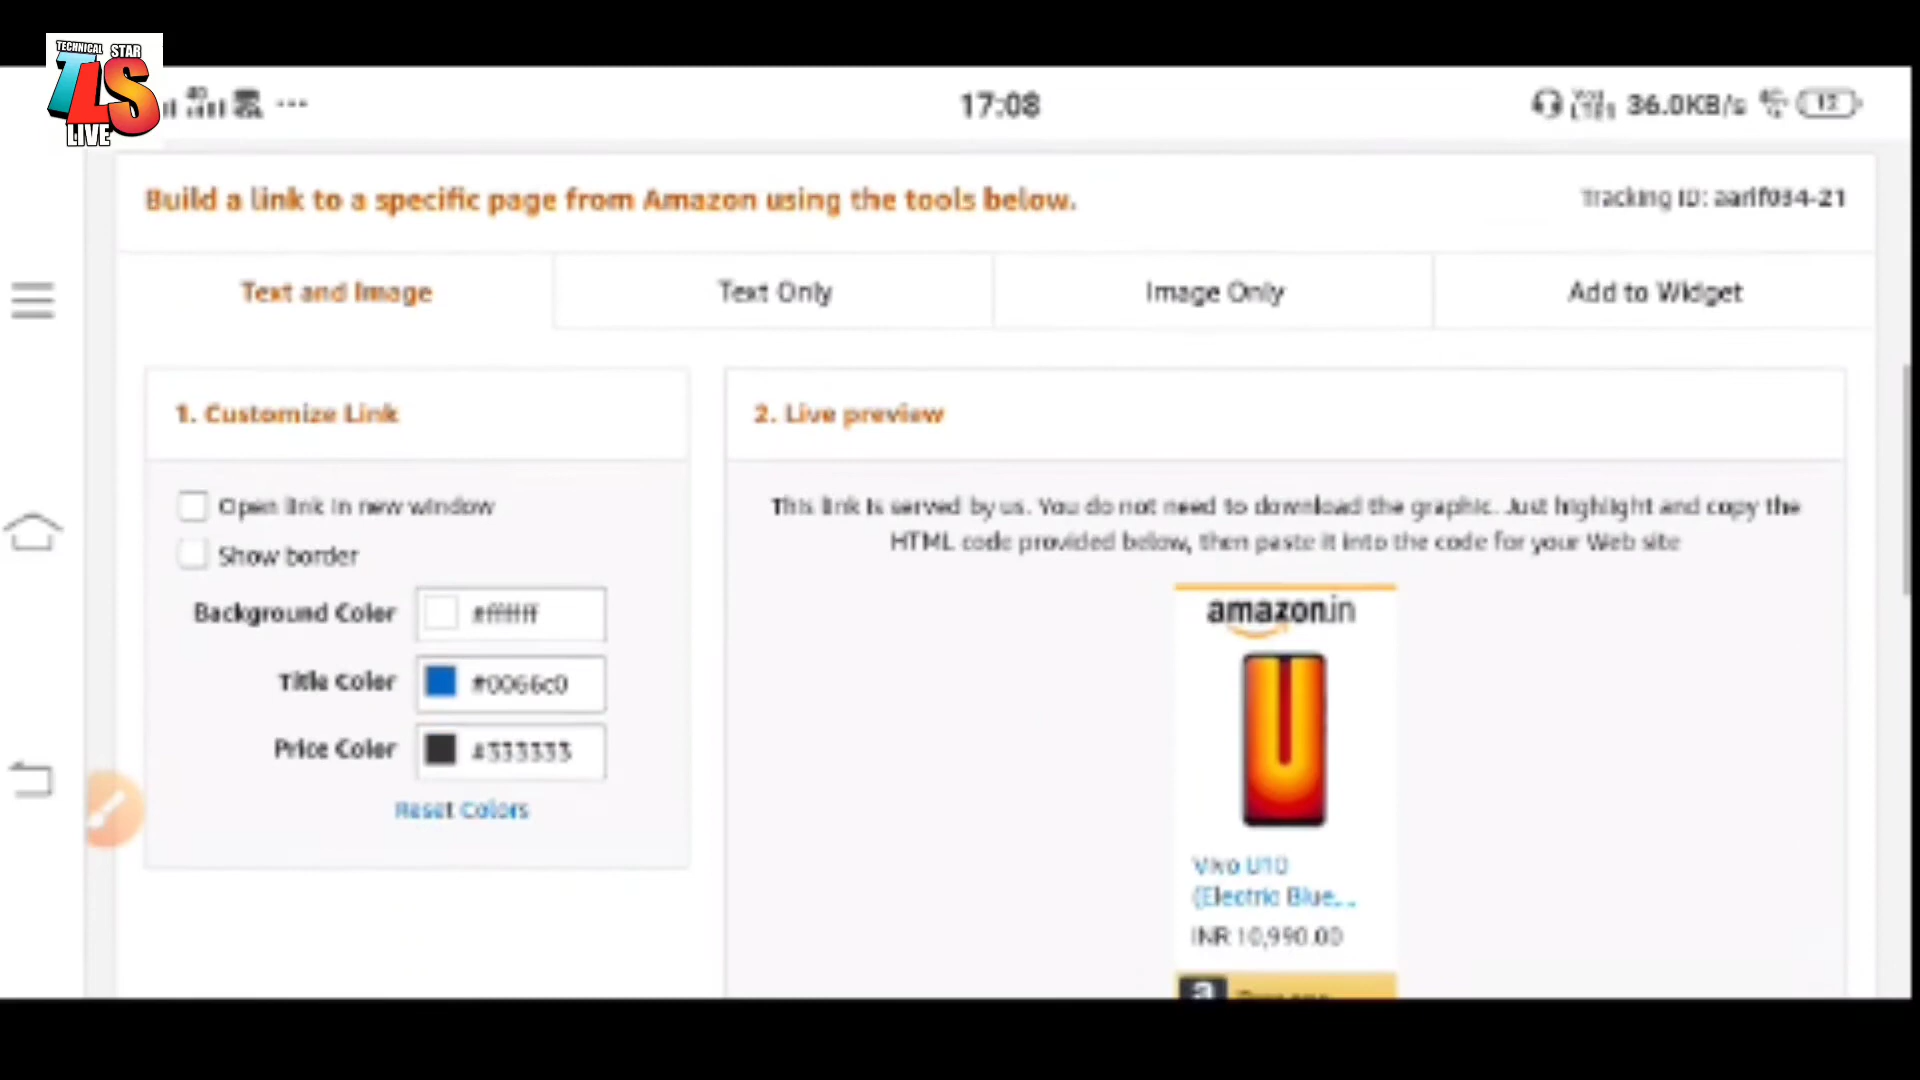 TECHNICAL STAR
TLS
LIVE
4G
17:08
36.0KB/s
12
Build a link to a specific page from Amazon using the tools below.
Tracking ID: aarif034-21
Text and Image
Text Only
Image Only
Add to Widget
1. Customize Link
2. Live preview
Open link in new window
Show border
Background Color #ffffff
Title Color #0066c0
Price Color #333333
Reset Colors
This link is served by us. You do not need to download the graphic. Just highlight and copy the
HTML code provided below, then paste it into the code for your Web site
amazon.in
Vivo U10
(Electric Blue,...
INR 10,990.00